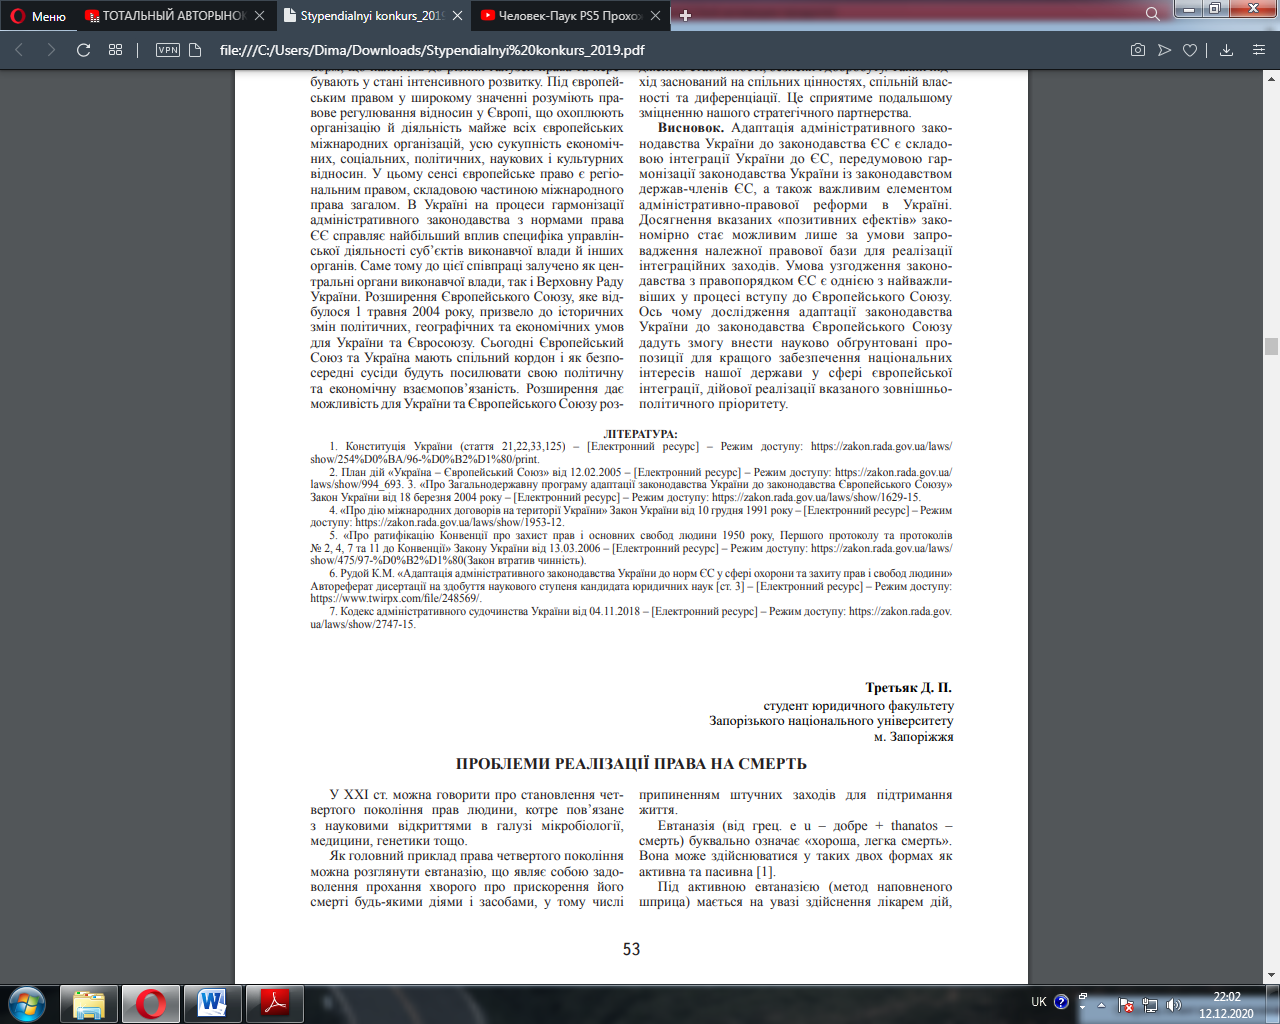 Меню
ТОТАЛЬНЫЙ АВТОРЫНОК
Stypendialnyi konkurs_2019
Человек-Паук PS5 Прохож
VPN
file:///C:/Users/Dima/Downloads/Stypendialnyi%20konkurs_2019.pdf
бувають у стані інтенсивного розвитку. Під європей-
ським правом у широкому значенні розуміють пра-
вове регулювання відносин у Європі, що охоплюють
організацію й діяльність майже всіх європейських
міжнародних організацій, усю сукупність економіч-
них, соціальних, політичних, наукових і культурних
відносин. У цьому сенсі європейське право є регіо-
нальним правом, складовою частиною міжнародного
права загалом. В Україні на процеси гармонізації
адміністративного законодавства з нормами права
ЄЄ справляє найбільший вплив специфіка управлін-
ської діяльності суб’єктів виконавчої влади й інших
органів. Саме тому до цієї співпраці залучено як цен-
тральні органи виконавчої влади, так і Верховну Раду
України. Розширення Європейського Союзу, яке від-
булося 1 травня 2004 року, призвело до історичних
змін політичних, географічних та економічних умов
для України та Євросоюзу. Сьогодні Європейський
Союз та Україна мають спільний кордон і як безпо-
середні сусіди будуть посилювати свою політичну
та економічну взаємопов’язаність. Розширення дає
можливість для України та Європейського Союзу роз-
хід заснований на спільних цінностях, спільній влас-
ності та диференціації. Це сприятиме подальшому
зміцненню нашого стратегічного партнерства.
Висновок. Адаптація адміністративного зако-
нодавства України до законодавства ЄС є складо-
вою інтеграції України до ЄС, передумовою гар-
монізації законодавства України із законодавством
держав-членів ЄС, а також важливим елементом
адміністративно-правової реформи в Україні.
Досягнення вказаних «позитивних ефектів» зако-
номірно стає можливим лише за умови запро-
вадження належної правової бази для реалізації
інтеграційних заходів. Умова узгодження законо-
давства з правопорядком ЄС є однією з найважли-
віших у процесі вступу до Європейського Союзу.
Ось чому дослідження адаптації законодавства
України до законодавства Європейського Союзу
дадуть змогу внести науково обґрунтовані про-
позиції для кращого забезпечення національних
інтересів нашої держави у сфері європейської
інтеграції, дійової реалізації вказаного зовнішньо-
політичного пріоритету.
ЛІТЕРАТУРА:
1. Конституція України (стаття 21,22,33,125) – [Електронний ресурс] – Режим доступу: https://zakon.rada.gov.ua/laws/
show/254%D0%BA/96-%D0%B2%D1%80/print.
2. План дій «Україна – Європейський Союз» від 12.02.2005 – [Електронний ресурс] – Режим доступу: https://zakon.rada.gov.ua/
laws/show/994_693. 3. «Про Загальнодержавну програму адаптації законодавства України до законодавства Європейського Союзу»
Закон України від 18 березня 2004 року – [Електронний ресурс] – Режим доступу: https://zakon.rada.gov.ua/laws/show/1629-15.
4. «Про дію міжнародних договорів на території України» Закон України від 10 грудня 1991 року – [Електронний ресурс] – Режим
доступу: https://zakon.rada.gov.ua/laws/show/1953-12.
5. «Про ратифікацію Конвенції про захист прав і основних свобод людини 1950 року, Першого протоколу та протоколів
№ 2, 4, 7 та 11 до Конвенції» Закону України від 13.03.2006 – [Електронний ресурс] – Режим доступу: https://zakon.rada.gov.ua/laws/
show/475/97-%D0%B2%D1%80(Закон втратив чинність).
6. Рудой К.М. «Адаптація адміністративного законодавства України до норм ЄС у сфері охорони та захиту прав і свобод людини»
Автореферат дисертації на здобуття наукового ступеня кандидата юридичних наук [ст. 3] – [Електронний ресурс] – Режим доступу:
https://www.twirpx.com/file/248569/.
7. Кодекс адміністративного судочинства України від 04.11.2018 – [Електронний ресурс] – Режим доступу: https://zakon.rada.gov.
ua/laws/show/2747-15.
Третьяк Д. П.
студент юридичного факультету
Запорізького національного університету
м. Запоріжжя
ПРОБЛЕМИ РЕАЛІЗАЦІЇ ПРАВА НА СМЕРТЬ
У XXI ст. можна говорити про становлення чет-
вертого покоління прав людини, котре пов’язане
з науковими відкриттями в галузі мікробіології,
медицини, генетики тощо.
Як головний приклад права четвертого покоління
можна розглянути евтаназію, що являє собою задо-
волення прохання хворого про прискорення його
смерті будь-якими діями і засобами, у тому числі
припиненням штучних заходів для підтримання
життя.
Евтаназія (від грец. e u – добре + thanatos –
смерть) буквально означає «хороша, легка смерть».
Вона може здійснюватися у таких двох формах як
активна та пасивна [1].
Під активною евтаназією (метод наповненого
шприца) мається на увазі здійснення лікарем дій,
53
UK
22:02
12.12.2020